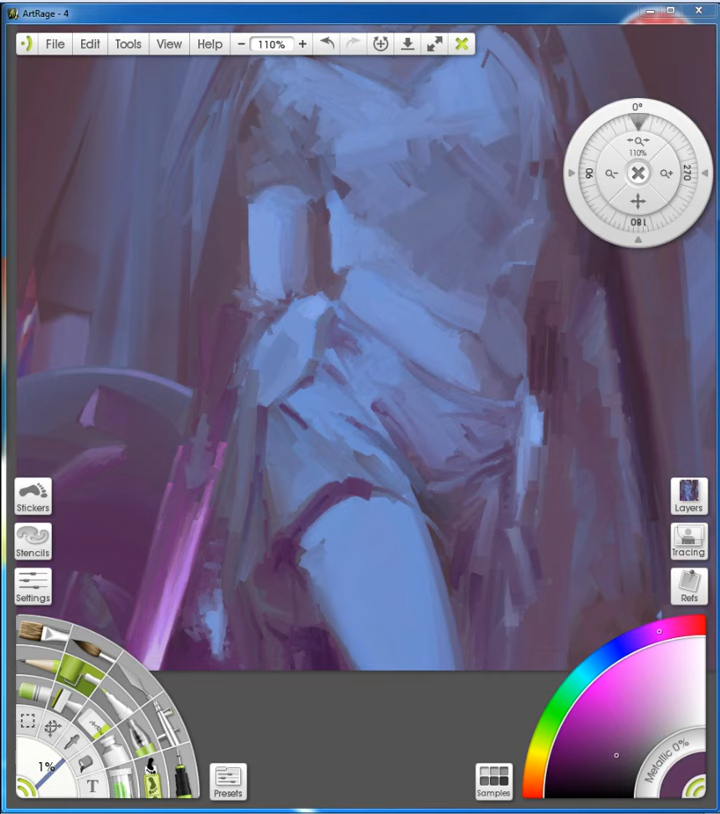 ArtRage - 4
File Edit Tools View Help - 110% +
0°
110%
90
270
180
Stickers
Layers
Stencils
Tracing
Settings
Refs
1%
T
Presets
Samples
Metallic 0%